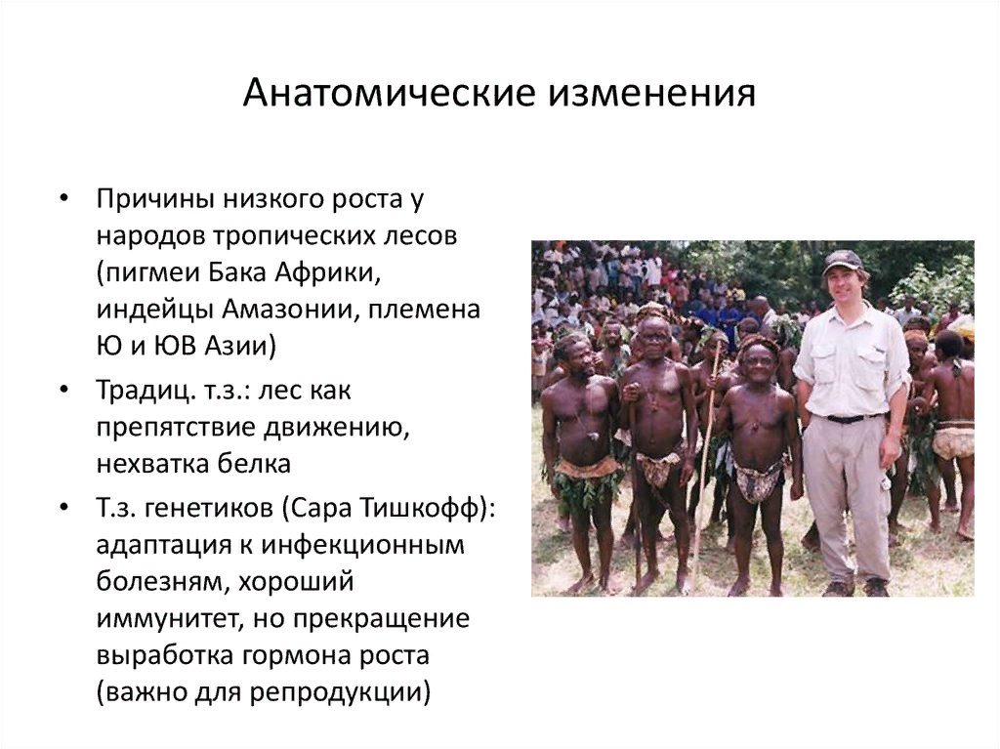 Анатомические изменения
• Причины низкого роста у
народов тропических лесов
(пигмеи Бака Африки,
индейцы Амазонии, племена
Ю и ЮВ Азии)
• Традиц. т.з.: лес как
препятствие движению,
нехватка белка
• Т.з. генетиков (Сара Тишкофф):
адаптация к инфекционным
болезням, хороший
иммунитет, но прекращение
выработка гормона роста
(важно для репродукции)